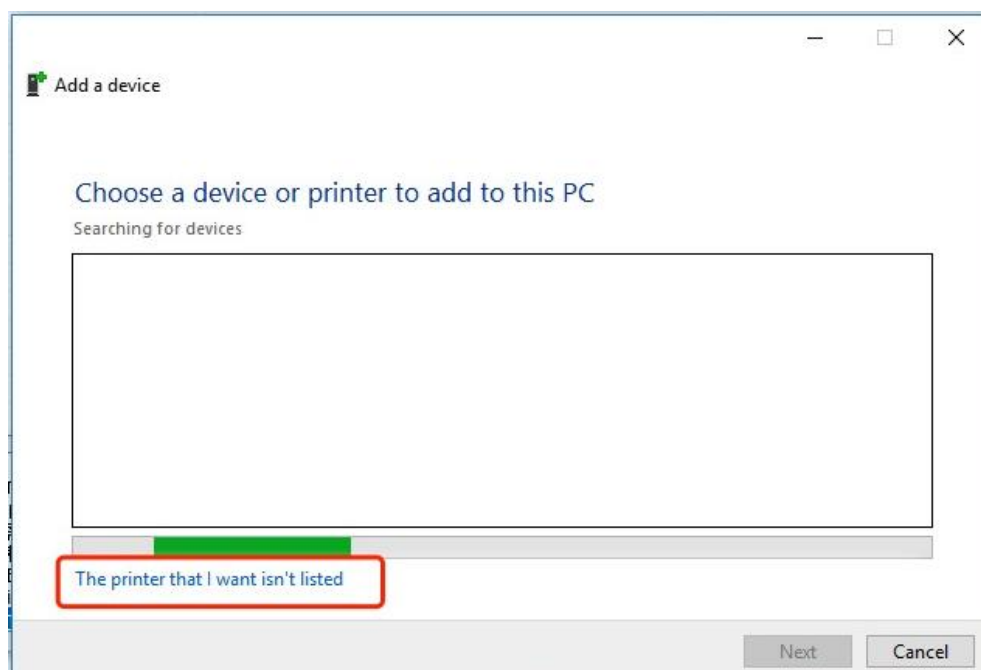 Add a device
Choose a device or printer to add to this PC
Searching for devices
The printer that I want isn't listed
Next
Cancel